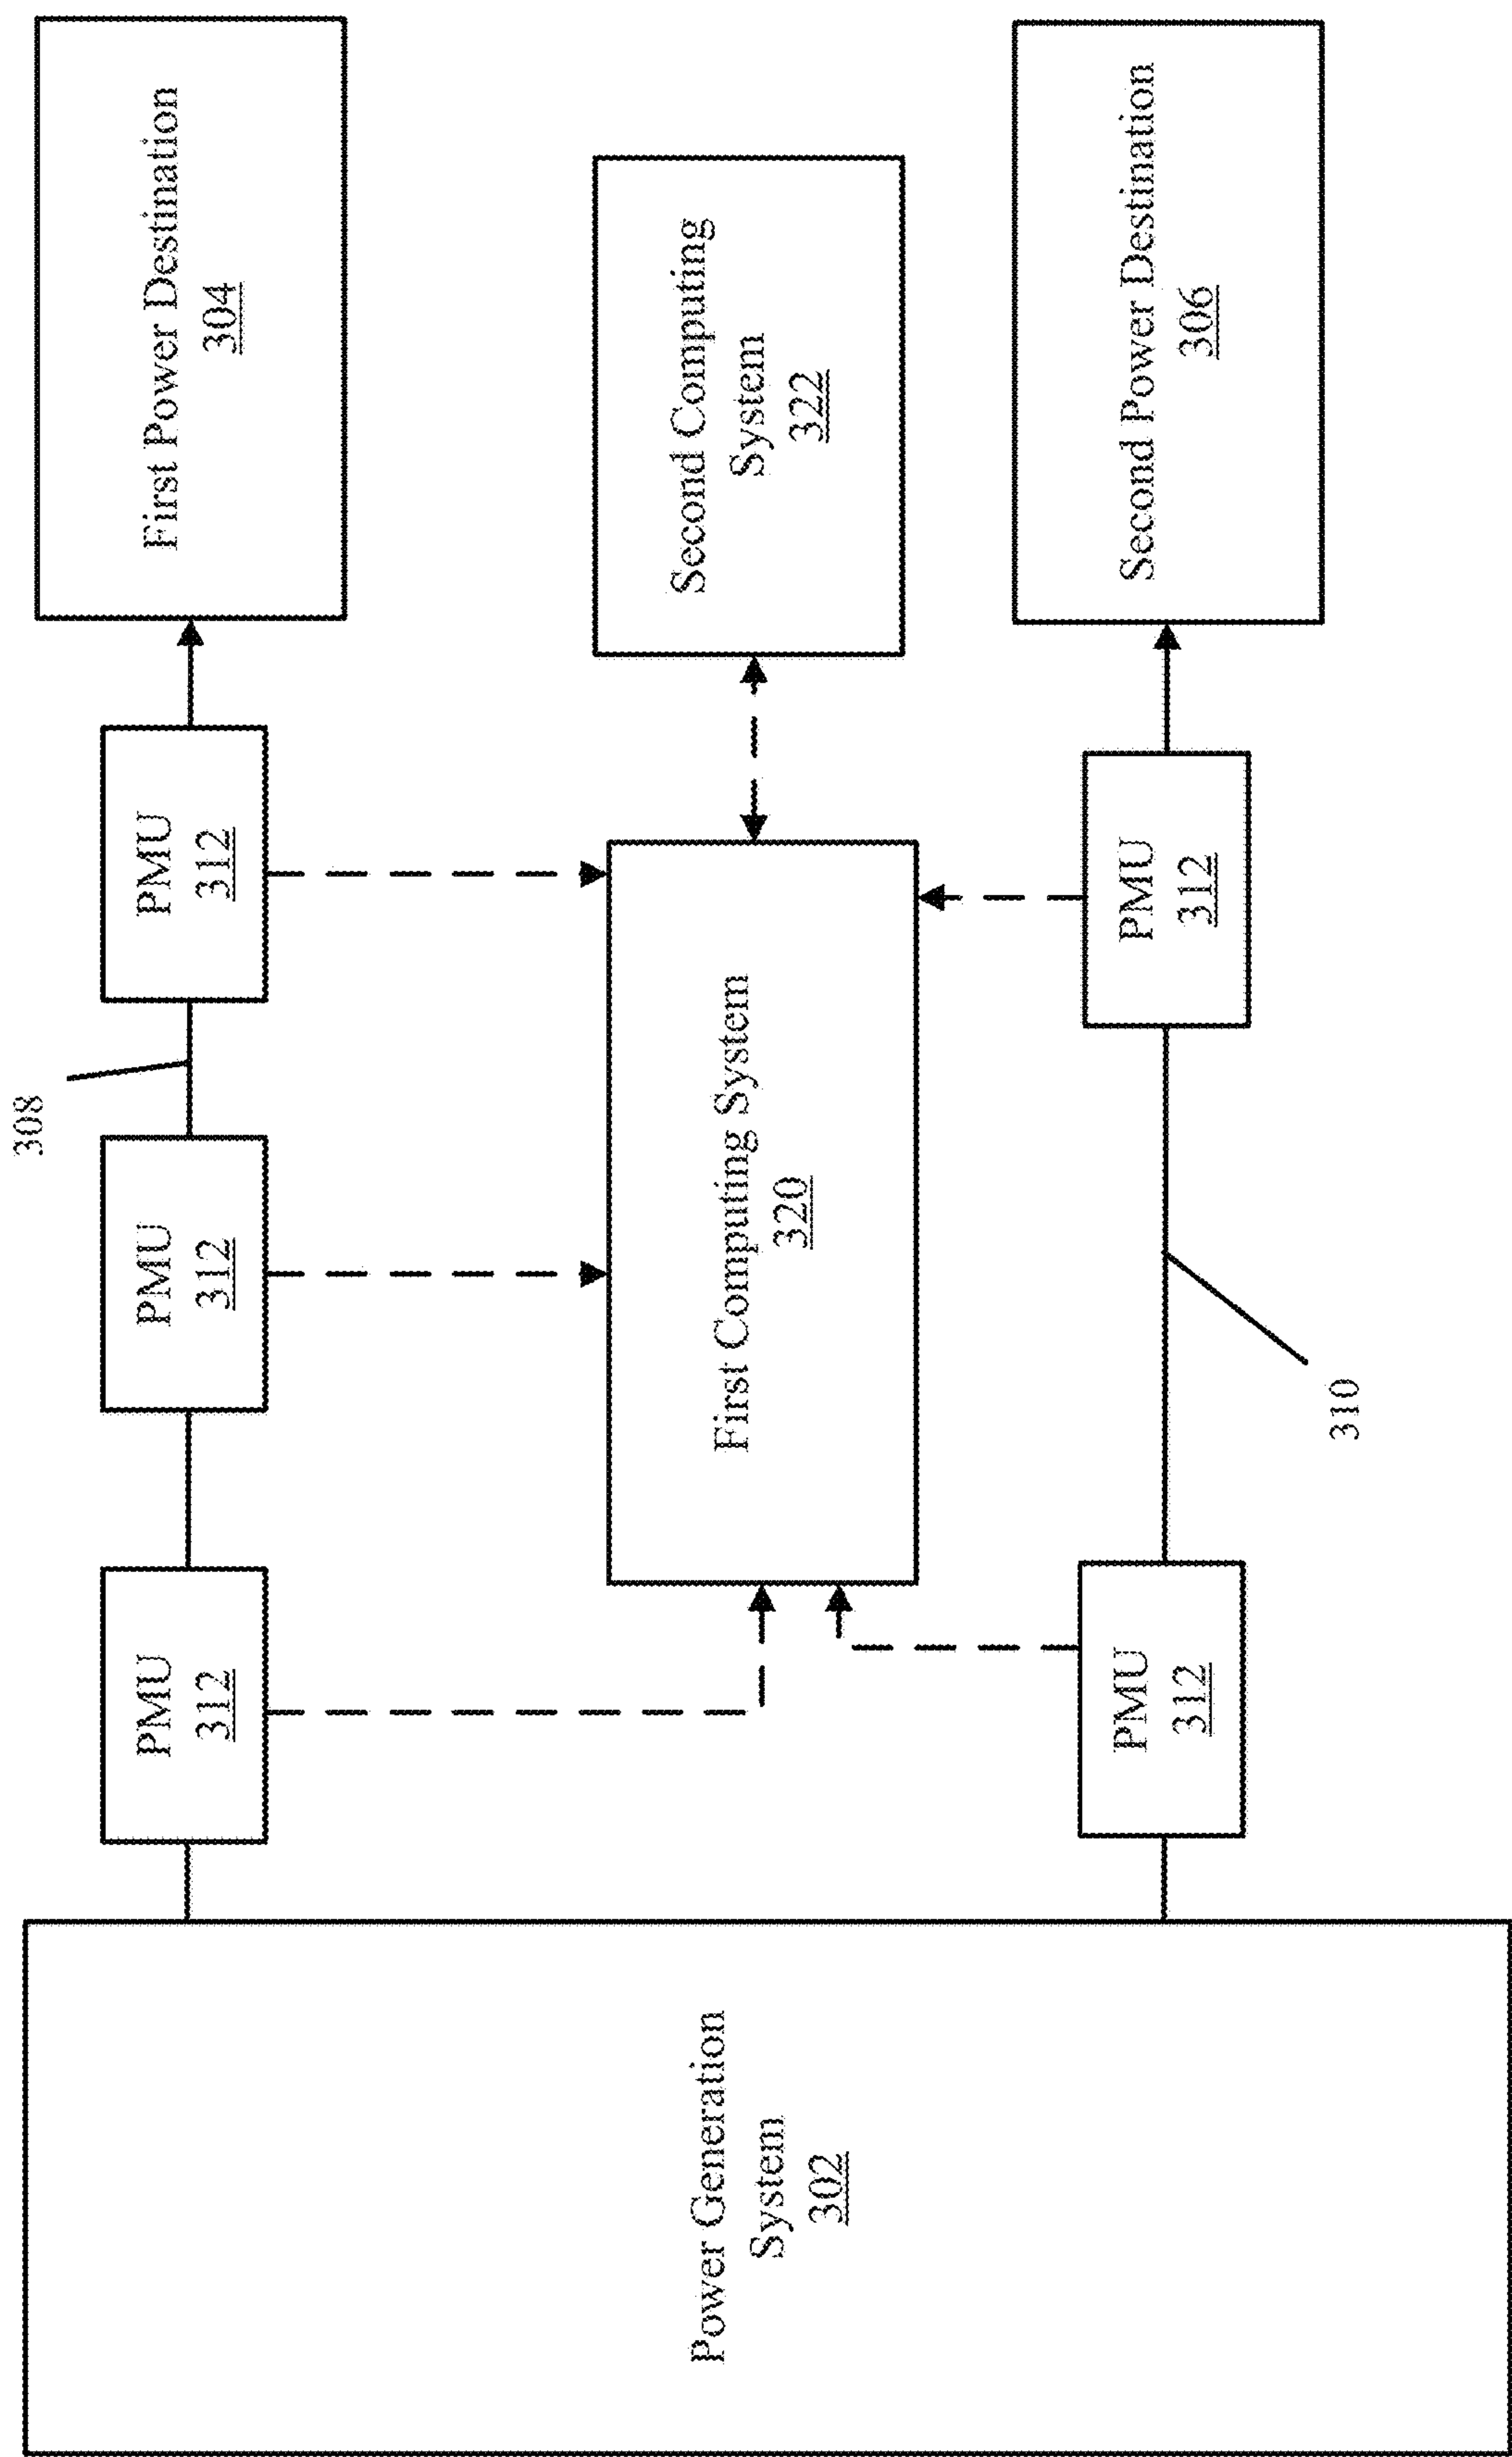 308
PMU
312
PMU
312
PMU
312
First Power Destination
304
Power Generation
System
302
First Computing System
320
Second Computing
System
322
PMU
312
PMU
312
Second Power Destination
306
310